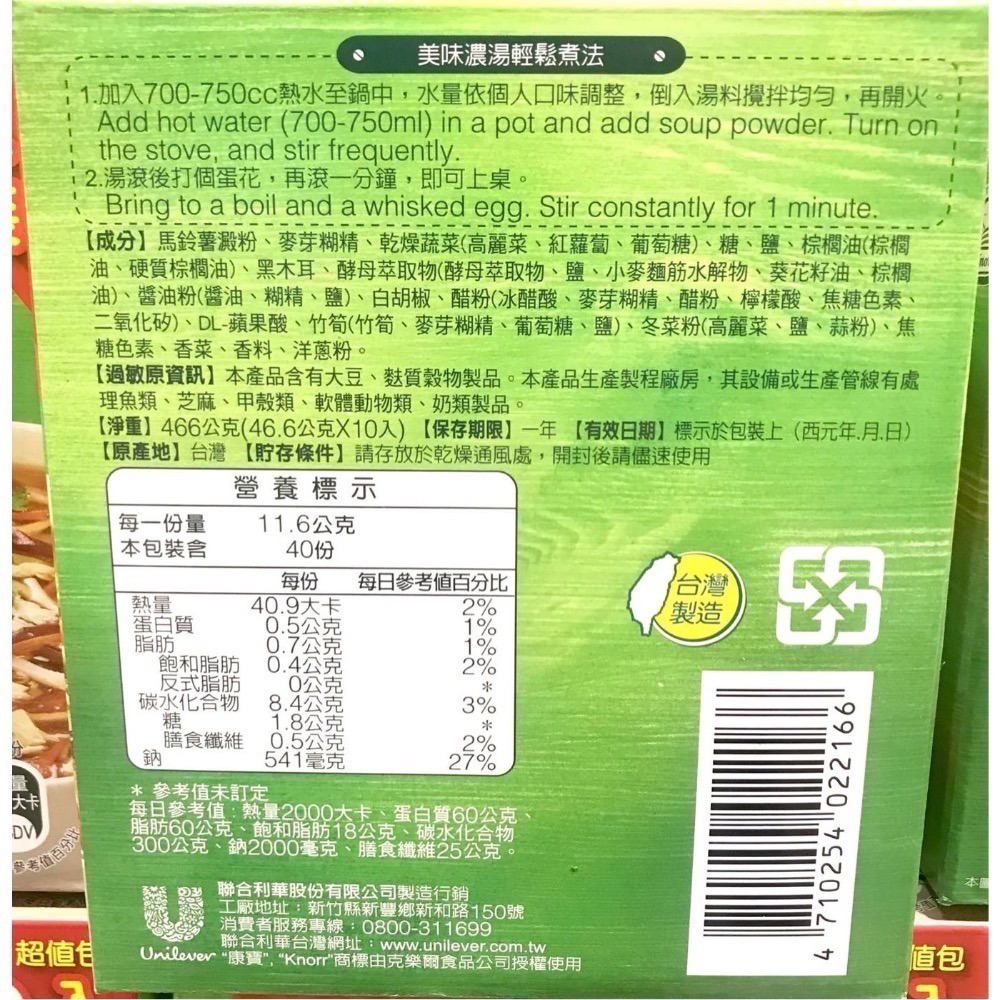 美味濃湯輕鬆煮法
1.加入700-750cc熱水至鍋中，水量依個人口味調整，倒入湯料攪拌均勻，再開火。
Add hot water (700-750ml) in a pot and add soup powder. Turn on
the stove, and stir frequently.
2.湯滾後打個蛋花，再滾一分鐘，即可上桌。
Bring to a boil and a whisked egg. Stir constantly for 1 minute.
【成分】馬鈴薯澱粉、麥芽糊精、乾燥蔬菜(高麗菜、紅蘿蔔、葡萄糖)、糖、鹽、棕櫚油(棕櫚
油、硬質棕櫚油)、黑木耳、酵母萃取物(酵母萃取物、鹽、小麥麵筋水解物、葵花籽油、棕櫚
油)、醬油粉(醬油、糊精、鹽)、白胡椒、醋粉(冰醋酸、麥芽糊精、醋粉、檸檬酸、焦糖色素、
二氧化矽)、DL-蘋果酸、竹筍(竹筍、麥芽糊精、葡萄糖、鹽)、冬菜粉(高麗菜、鹽、蒜粉)、焦
糖色素、香菜、香料、洋蔥粉。
【過敏原資訊】本產品含有大豆、麩質穀物製品。本產品生產製程廠房，其設備或生產管線有處
理魚類、芝麻、甲殼類、軟體動物類、奶類製品。
【淨重】466公克(46.6公克X10入)【保存期限】一年【有效日期】標示於包裝上（西元年.月.日）
【原產地】台灣【貯存條件】請存放於乾燥通風處，開封後請儘速使用
營養標示
每一份量 11.6公克
本包裝含 40份
每份 每日參考值百分比
熱量 40.9大卡 2%
蛋白質 0.5公克 1%
脂肪 0.7公克 1%
飽和脂肪 0.4公克 2%
反式脂肪 0公克 *
碳水化合物 8.4公克 3%
糖 1.8公克 *
膳食纖維 0.5公克 2%
鈉 541毫克 27%
* 參考值未訂定
每日參考值：熱量2000大卡、蛋白質60公克、
脂肪60公克、飽和脂肪18公克、碳水化合物
300公克、鈉2000毫克、膳食纖維25公克。
台灣
製造
4 710254 022166
聯合利華股份有限公司製造行銷
工廠地址：新竹縣新豐鄉新和路150號
消費者服務專線：0800-311699
聯合利華台灣網址：www.unilever.com.tw
"康寶", "Knorr"商標由克樂爾食品公司授權使用
Unilever
量
大卡
DV
參考值百分比
超值包
值包
本圖